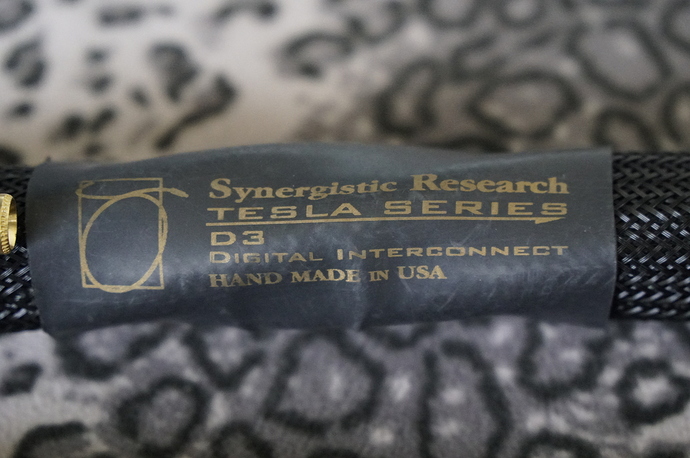 Synergistic Research
TESLA SERIES
D3
DIGITAL INTERCONNECT
HAND MADE IN USA